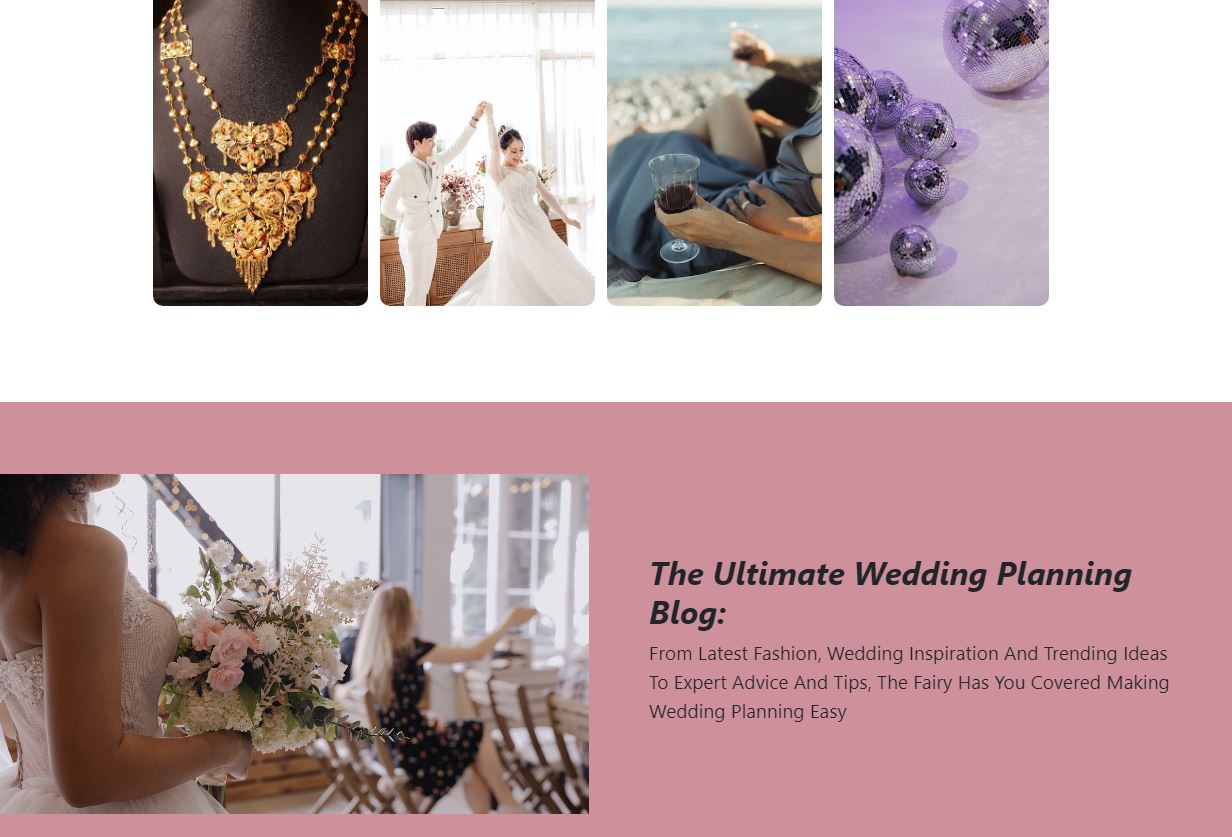 The Ultimate Wedding Planning
Blog:
From Latest Fashion, Wedding Inspiration And Trending Ideas
To Expert Advice And Tips, The Fairy Has You Covered Making
Wedding Planning Easy